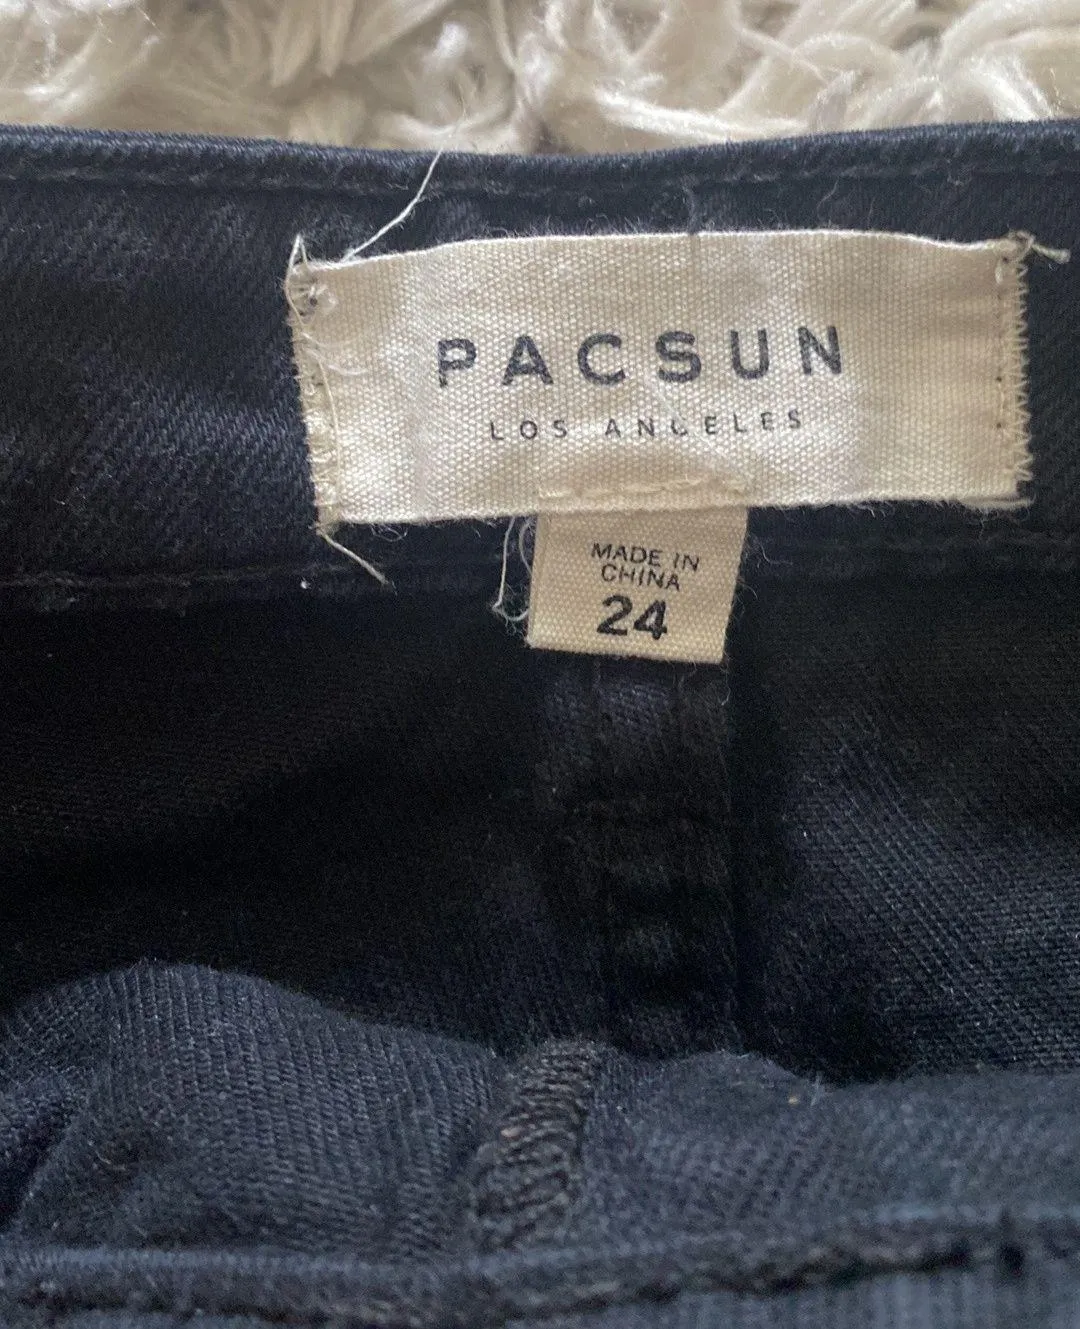 PACSUN
LOS ANGELES
MADE IN
CHINA
24